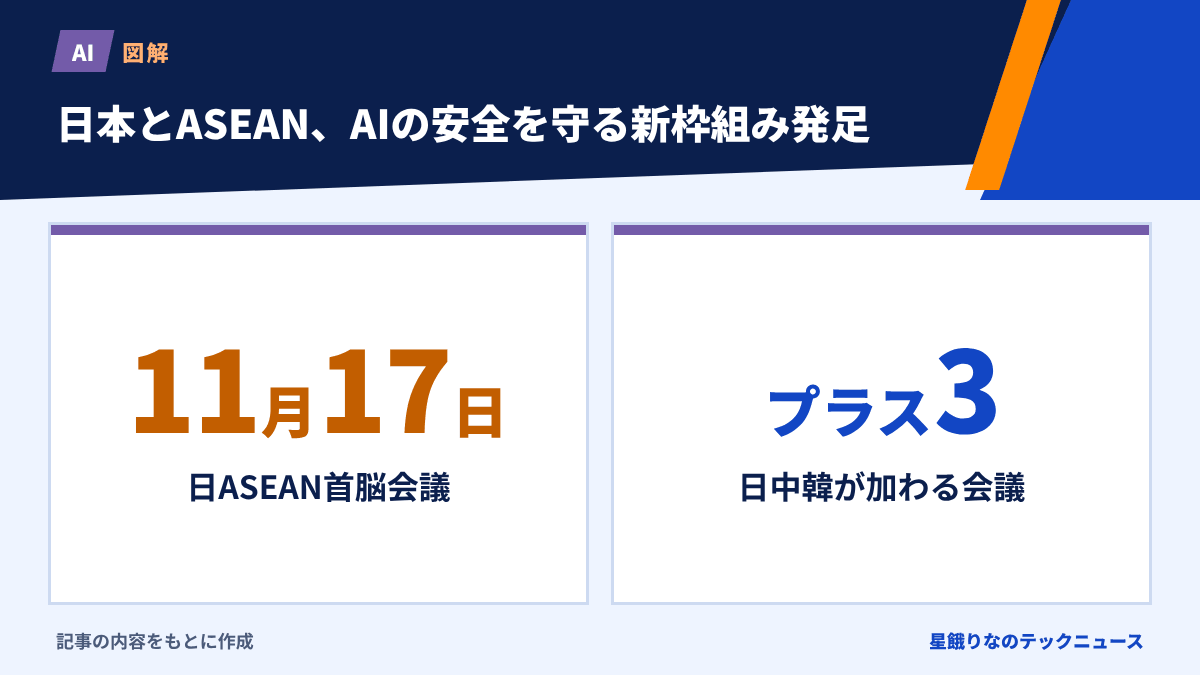 AI 図解
日本とASEAN、AIの安全を守る新枠組み発足
11月17日
日ASEAN首脳会議
プラス3
日中韓が加わる会議
記事の内容をもとに作成
星餓りなのテックニュース